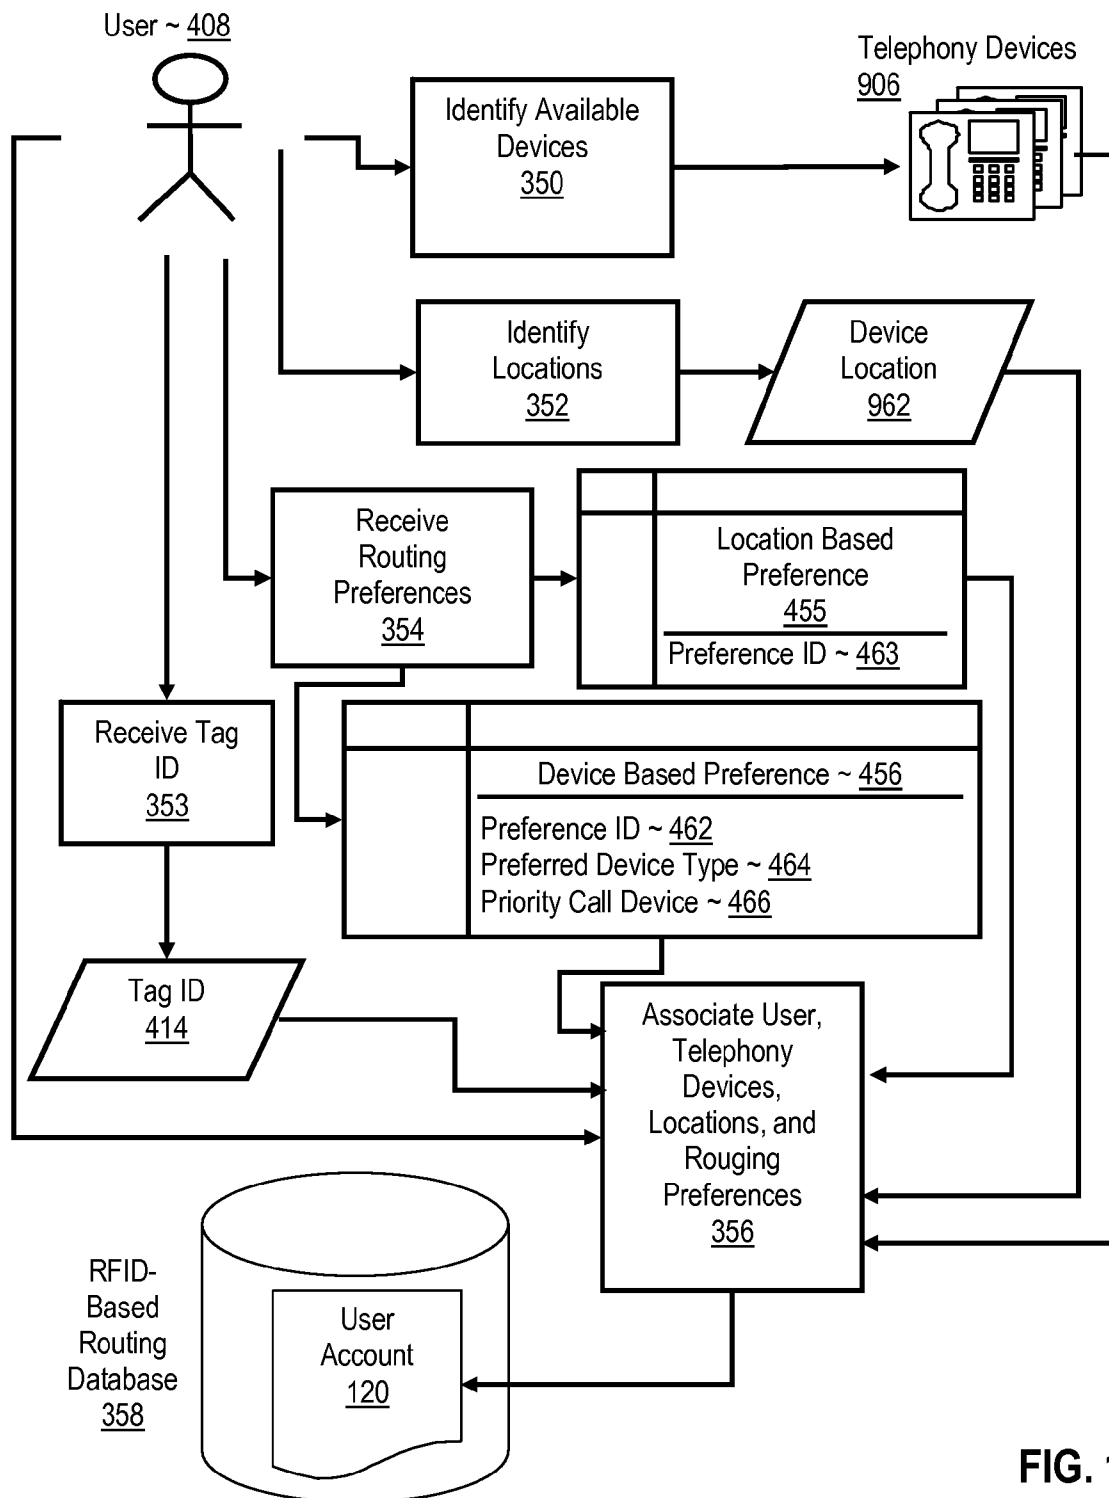 User ~ 408
Telephony Devices
906
Identify Available
Devices
350
Identify
Locations
352
Device
Location
962
Receive
Routing
Preferences
354
Location Based
Preference
455
Preference ID ~ 463
Receive Tag
ID
353
Device Based Preference ~ 456
Preference ID ~ 462
Preferred Device Type ~ 464
Priority Call Device ~ 466
Tag ID
414
Associate User,
Telephony
Devices,
Locations, and
Rouging
Preferences
356
RFID-
Based
Routing
Database
358
User
Account
120
FIG.